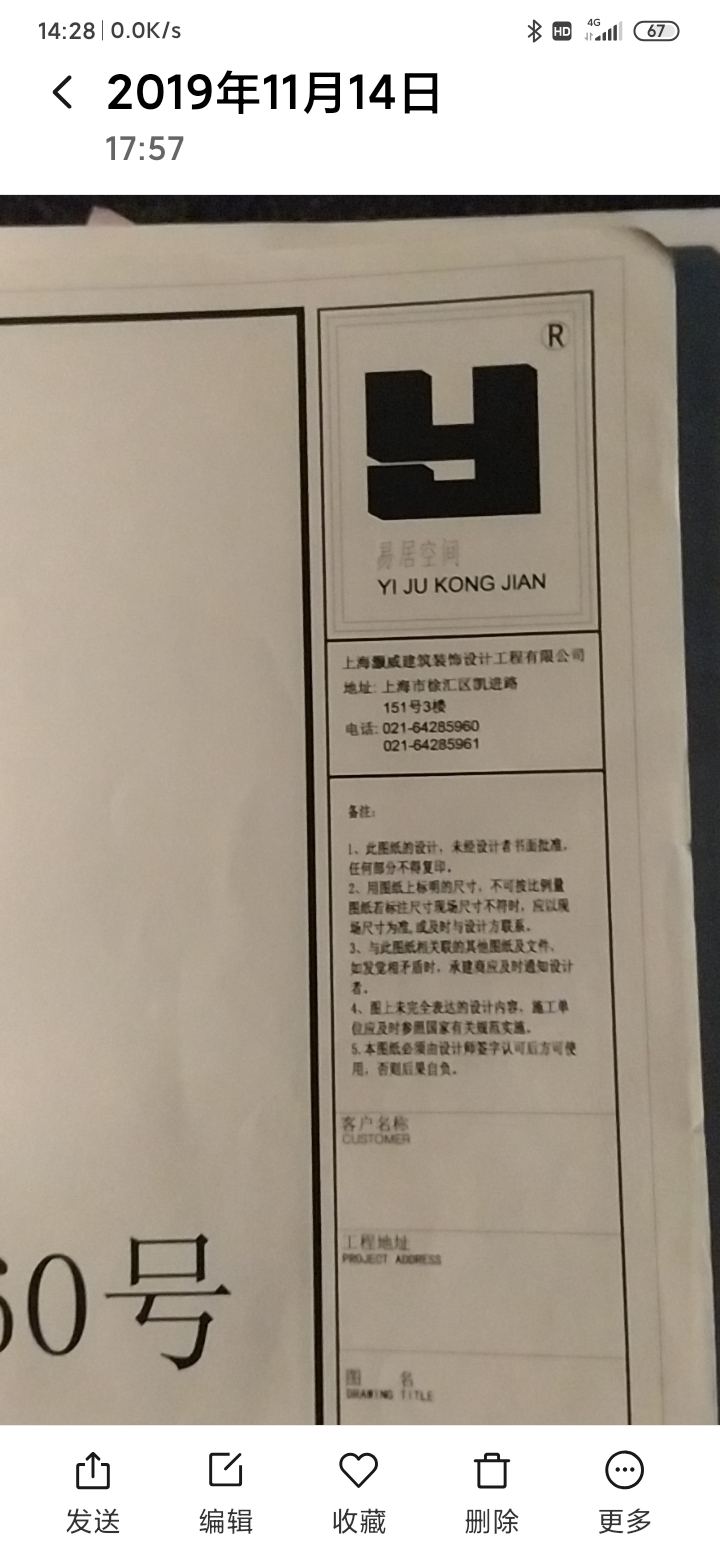 14:28 0.0K/s HD 4G 67
2019年11月14日
17:57
R
易居空间
YI JU KONG JIAN
上海灏威建筑装饰设计工程有限公司
地址: 上海市徐汇区凯进路
151号3楼
电话: 021-64285960
021-64285961
备注:
1、此图纸的设计，未经设计者书面批准，
任何部分不得复印。
2、用图纸上标明的尺寸，不可按比例量
图纸若标注尺寸现场尺寸不符时，应以现
场尺寸为准,或及时与设计方联系。
3、与此图纸相关联的其他图纸及文件、
如发觉相矛盾时，承建商应及时通知设计
者。
4、图上未完全表达的设计内容，施工单
位应及时参照国家有关规范实施。
5.本图纸必须由设计师签字认可后方可使
用，否则后果自负。
客户名称
CUSTOMER
工程地址
PROJECT ADDRESS
60号
图 名
DRAWING TITLE
发送 编辑 收藏 删除 更多